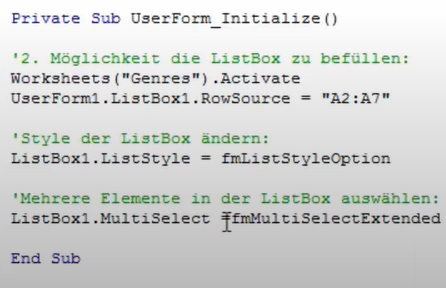 Private Sub UserForm_Initialize()
'2. Möglichkeit die ListBox zu befüllen:
Worksheets("Genres").Activate
UserForm1.ListBox1.RowSource = "A2:A7"
'Style der ListBox ändern:
ListBox1.ListStyle = fmListStyleOption
'Mehrere Elemente in der ListBox auswählen:
ListBox1.MultiSelect = fmMultiSelectExtended
End Sub